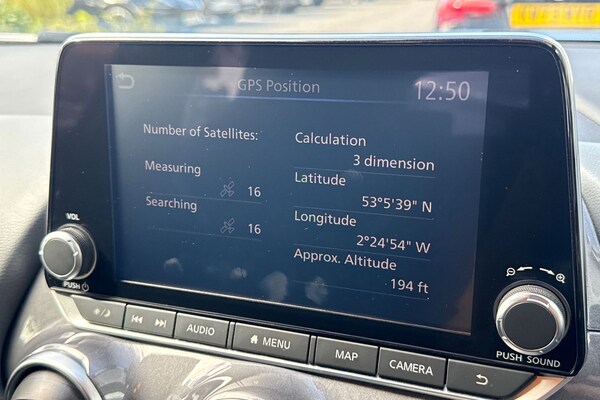 GPS Position
12:50
Number of Satellites:
Measuring
16
Searching
16
Calculation
3 dimension
Latitude
53°5'39" N
Longitude
2°24'54" W
Approx. Altitude
194 ft
VOL
PUSH
AUDIO
MENU
MAP
CAMERA
PUSH SOUND